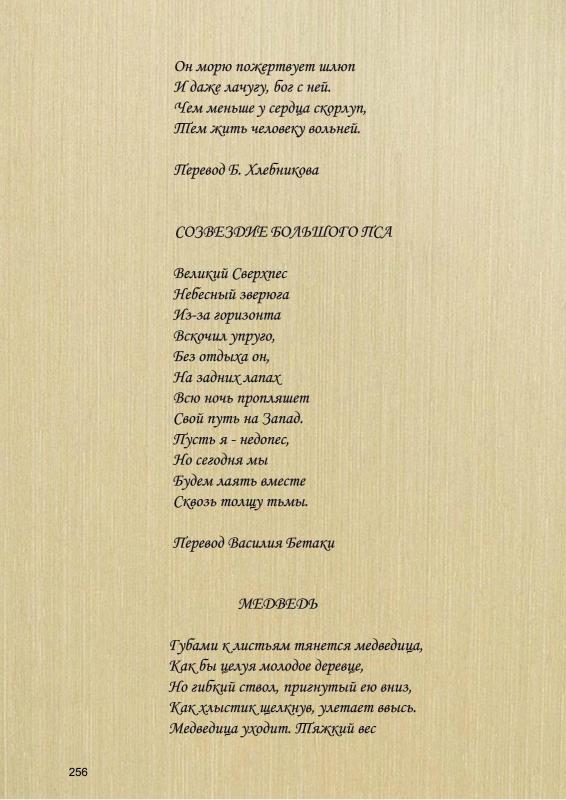 Он морю пожертвует шлюп
И даже лачугу, бог с ней.
Чем меньше у сердца скорлуп,
Тем жить человеку вольней.
Перевод Б. Хлебникова
СОЗВЕЗДИЕ БОЛЬШОГО ПСА
Великий Сверхпес
Небесный зверюга
Из-за горизонта
Вскочил упруго,
Без отдыха он,
На задних лапах
Всю ночь пропляшет
Свой путь на Запад.
Пусть я - недопес,
Но сегодня мы
Будем лаять вместе
Сквозь толщу тьмы.
Перевод Василия Бетаки
МЕДВЕДЬ
Губами к листьям тянется медведица,
Как бы целуя молодое деревце,
Но гибкий ствол, пригнутый ею вниз,
Как хлыстик щелкнув, улетает ввысь.
Медведица уходит. Тяжкий вес
256